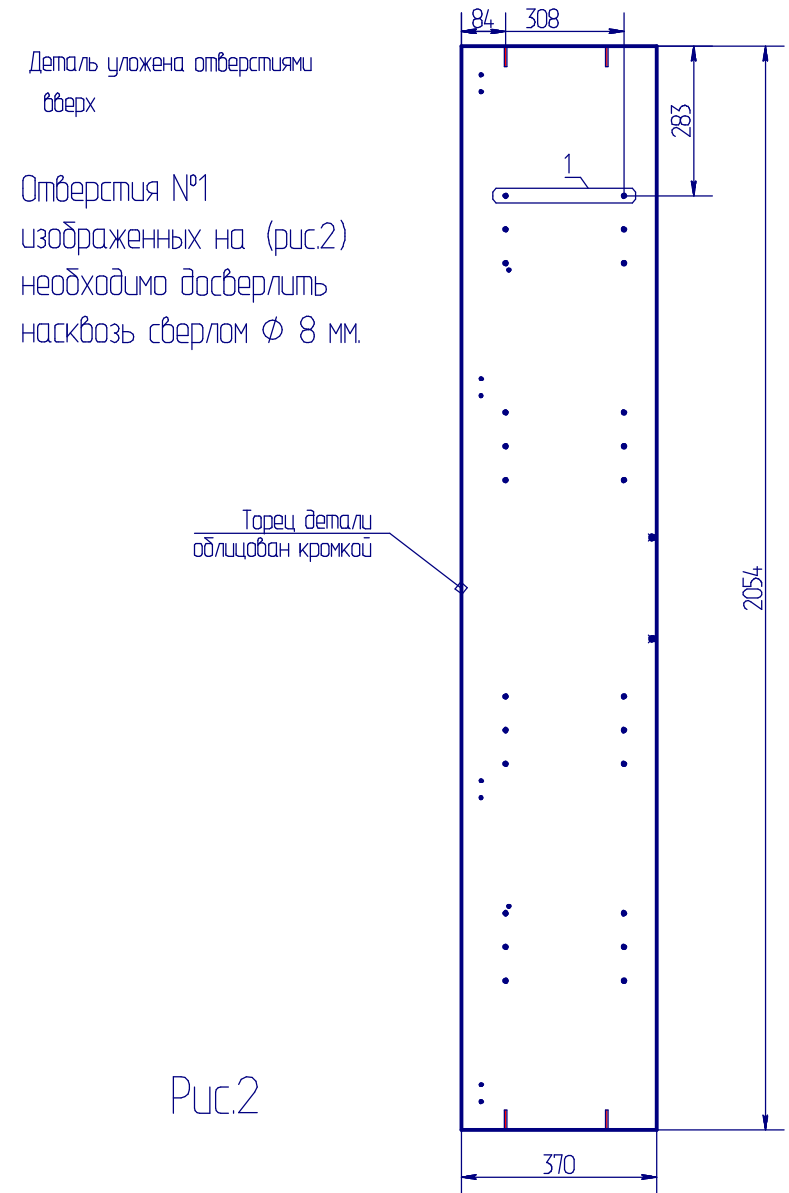 84 308
Деталь уложена отверстиями
вверх
283
1
Отверстия №1
изображенных на (рис.2)
необходимо досверлить
насквозь сверлом Ф 8 мм.
Торец детали
облицован кромкой
2054
Рис.2
370